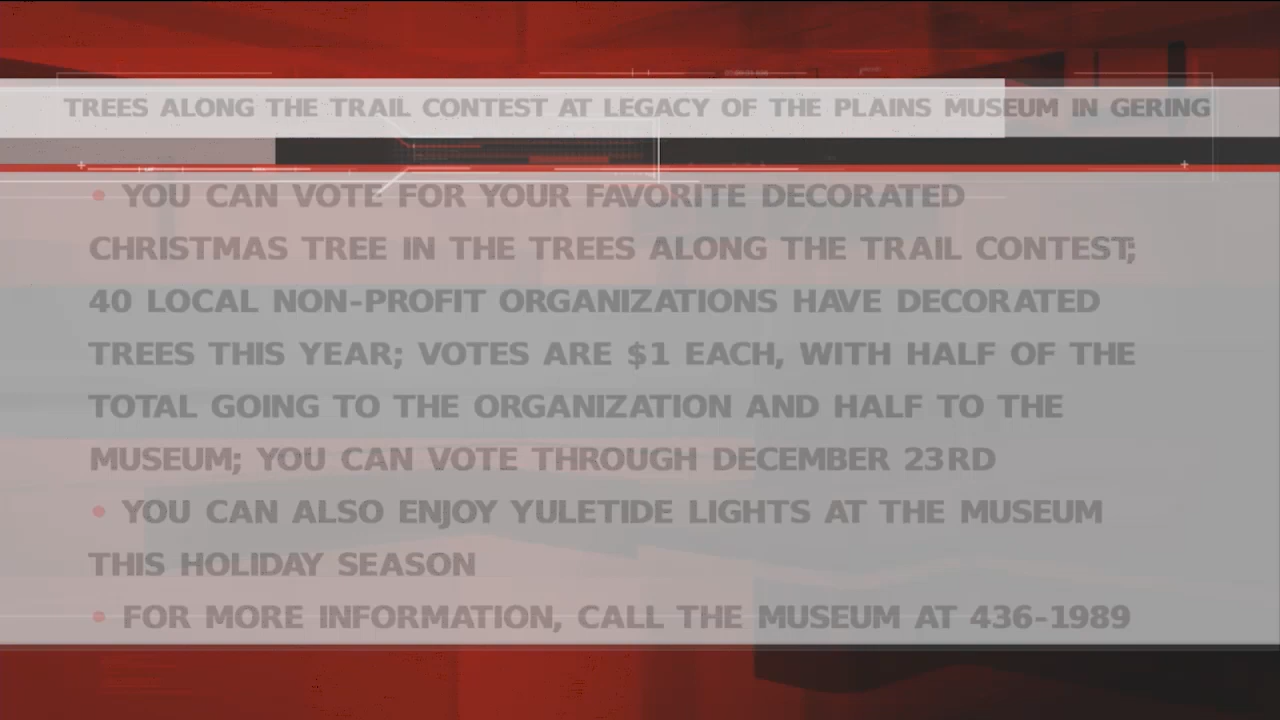 TREES ALONG THE TRAIL CONTEST AT LEGACY OF THE PLAINS MUSEUM IN GERING
• YOU CAN VOTE FOR YOUR FAVORITE DECORATED
CHRISTMAS TREE IN THE TREES ALONG THE TRAIL CONTEST;
40 LOCAL NON-PROFIT ORGANIZATIONS HAVE DECORATED
TREES THIS YEAR; VOTES ARE $1 EACH, WITH HALF OF THE
TOTAL GOING TO THE ORGANIZATION AND HALF TO THE
MUSEUM; YOU CAN VOTE THROUGH DECEMBER 23RD
• YOU CAN ALSO ENJOY YULETIDE LIGHTS AT THE MUSEUM
THIS HOLIDAY SEASON
• FOR MORE INFORMATION, CALL THE MUSEUM AT 436-1989